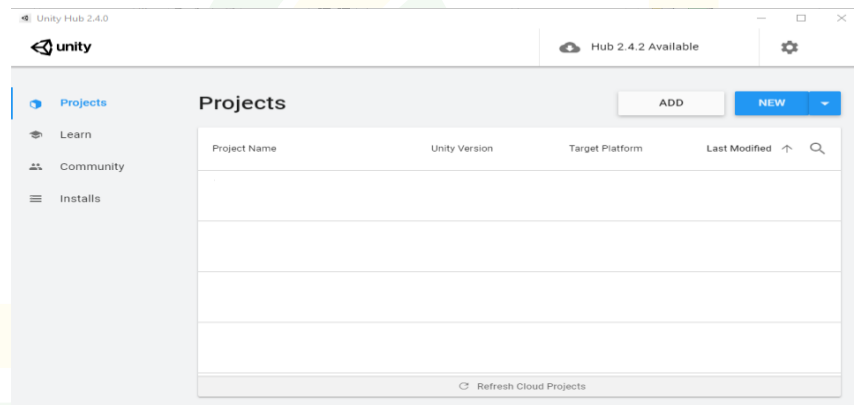 Unity Hub 2.4.0
unity
Hub 2.4.2 Available
Projects
Learn
Community
Installs
Projects
ADD
NEW
Project Name Unity Version Target Platform Last Modified
Refresh Cloud Projects